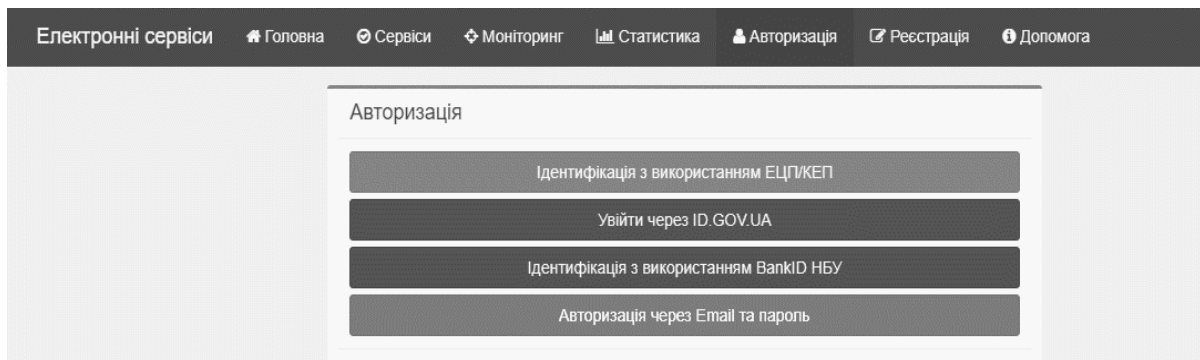 Електронні сервіси Головна Сервіси Моніторинг Статистика Авторизація Реєстрація Допомога
Авторизація
Ідентифікація з використанням ЕЦП/КЕП
Увійти через ID.GOV.UA
Ідентифікація з використанням BankID НБУ
Авторизація через Email та пароль